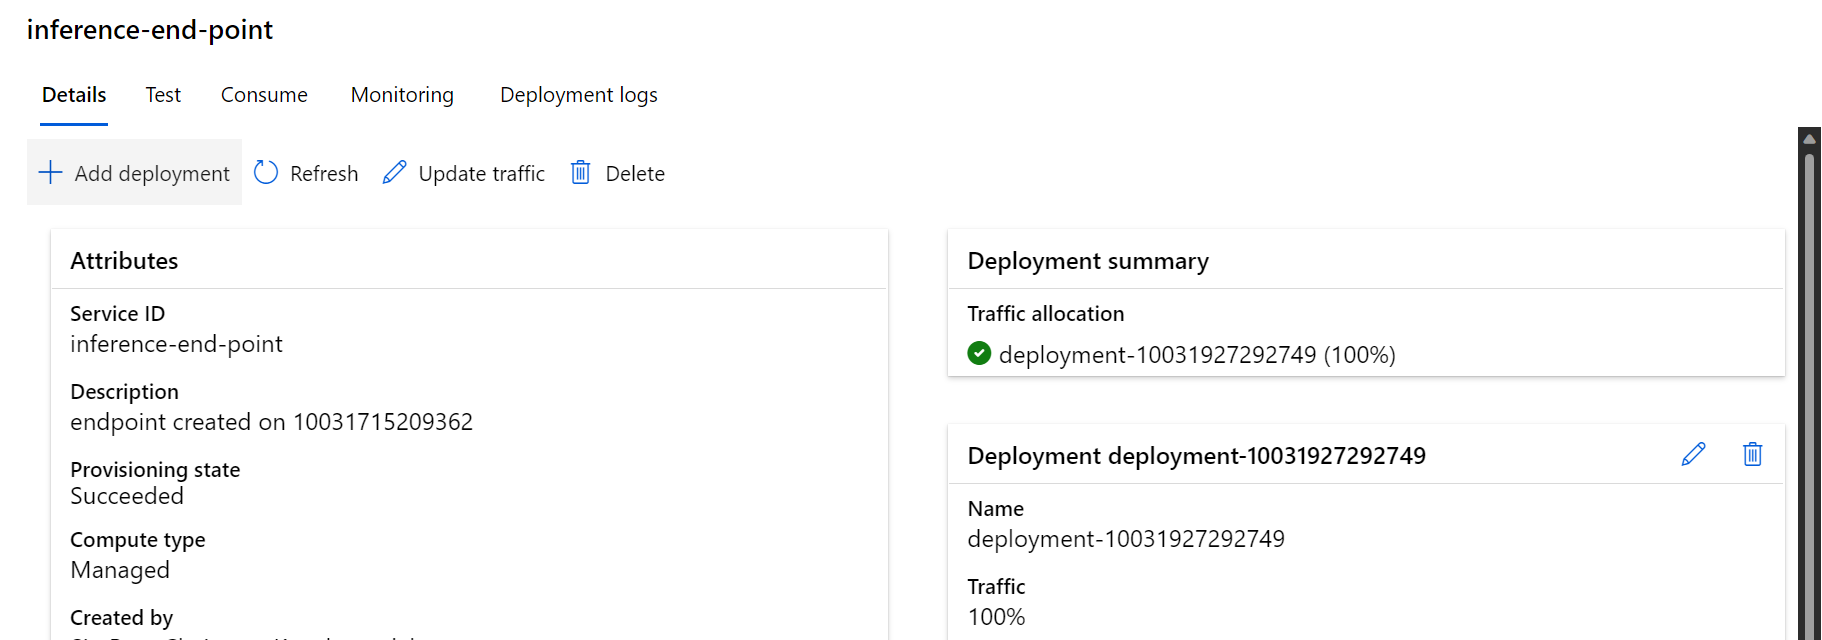 inference-end-point
Details Test Consume Monitoring Deployment logs
Add deployment Refresh Update traffic Delete
Attributes
Service ID
inference-end-point
Description
endpoint created on 10031715209362
Provisioning state
Succeeded
Compute type
Managed
Created by
Deployment summary
Traffic allocation
deployment-10031927292749 (100%)
Deployment deployment-10031927292749
Name
deployment-10031927292749
Traffic
100%